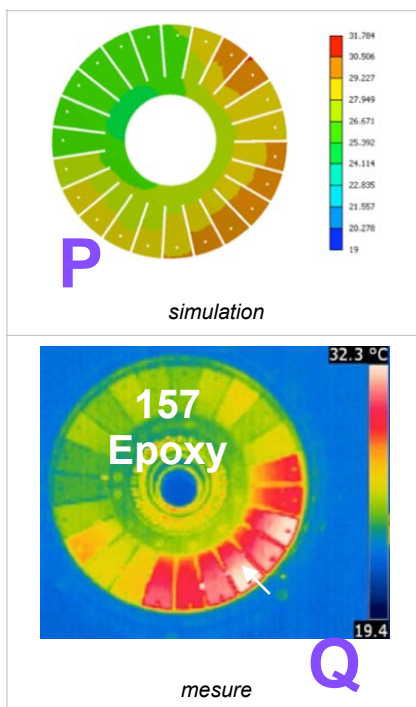 31.784
30.506
29.227
27.949
26.671
25.392
24.114
22.835
21.557
20.278
19
P
simulation
32.3 °C
157
Epoxy
19.4
Q
mesure